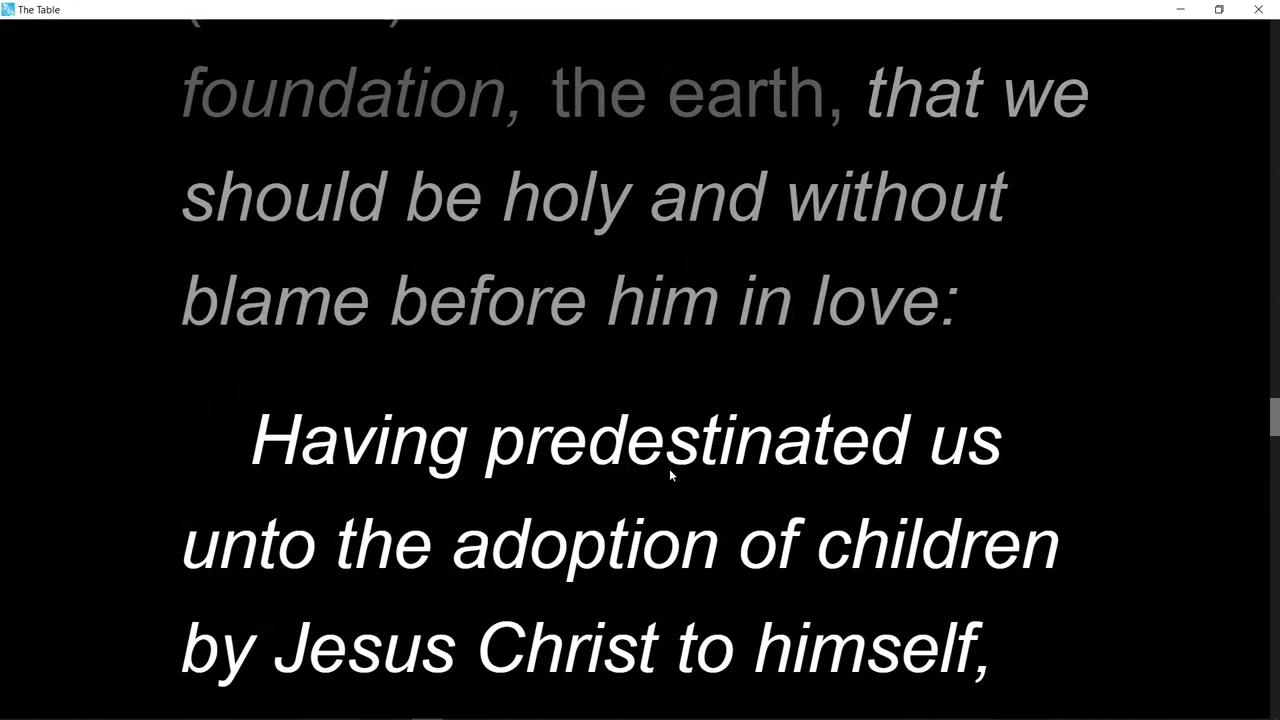 The Table
foundation, the earth, that we
should be holy and without
blame before him in love:
Having predestinated us
unto the adoption of children
by Jesus Christ to himself,